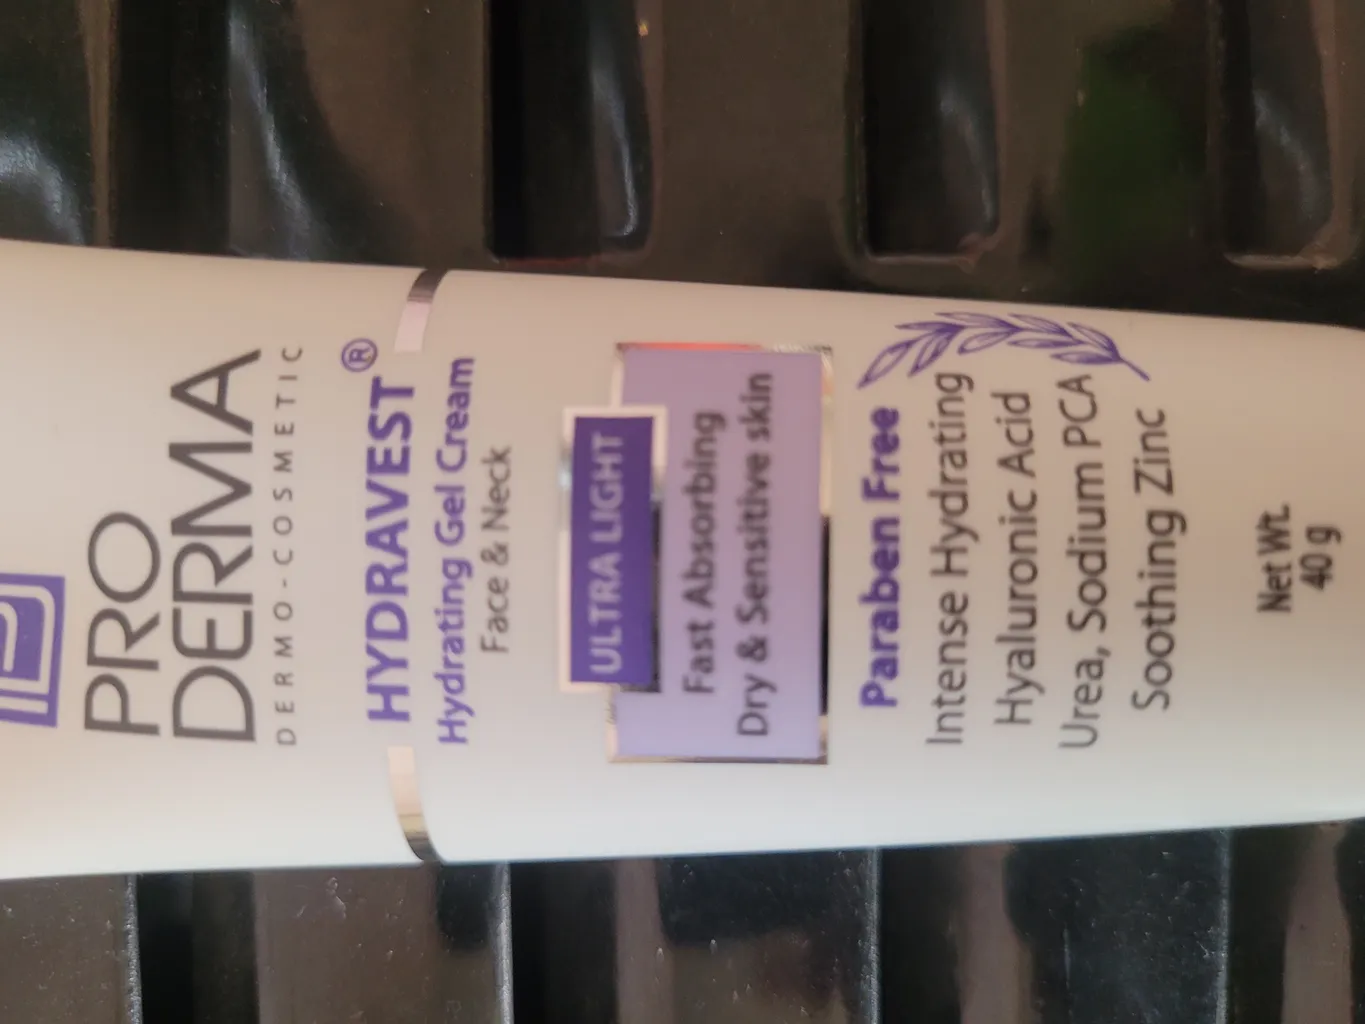 PRO
DERMA
DERMO-COSMETIC
HYDRAVEST®
Hydrating Gel Cream
Face & Neck
ULTRA LIGHT
Fast Absorbing
Dry & Sensitive skin
Paraben Free
Intense Hydrating
Hyaluronic Acid
Urea, Sodium PCA
Soothing Zinc
Net Wt.
40 g